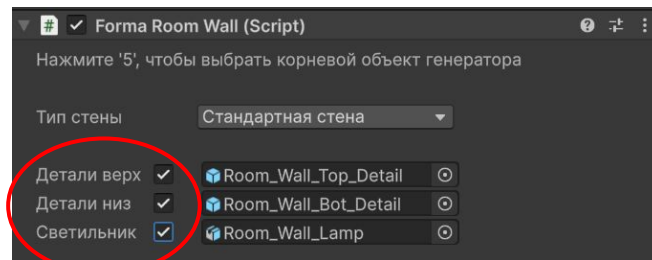 Forma Room Wall (Script)
Нажмите '5', чтобы выбрать корневой объект генератора
Тип стены Стандартная стена
Детали верх Room_Wall_Top_Detail
Детали низ Room_Wall_Bot_Detail
Светильник Room_Wall_Lamp